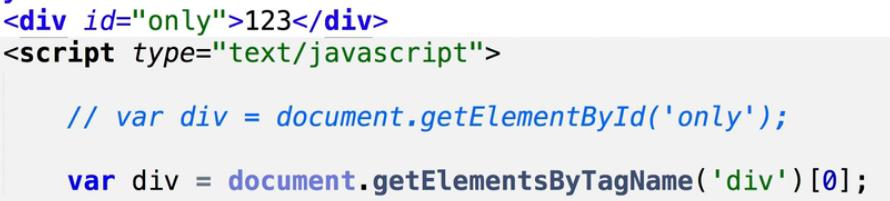 <div id="only">123</div>
<script type="text/javascript">
// var div = document.getElementById('only');
var div = document.getElementsByTagName('div')[0];